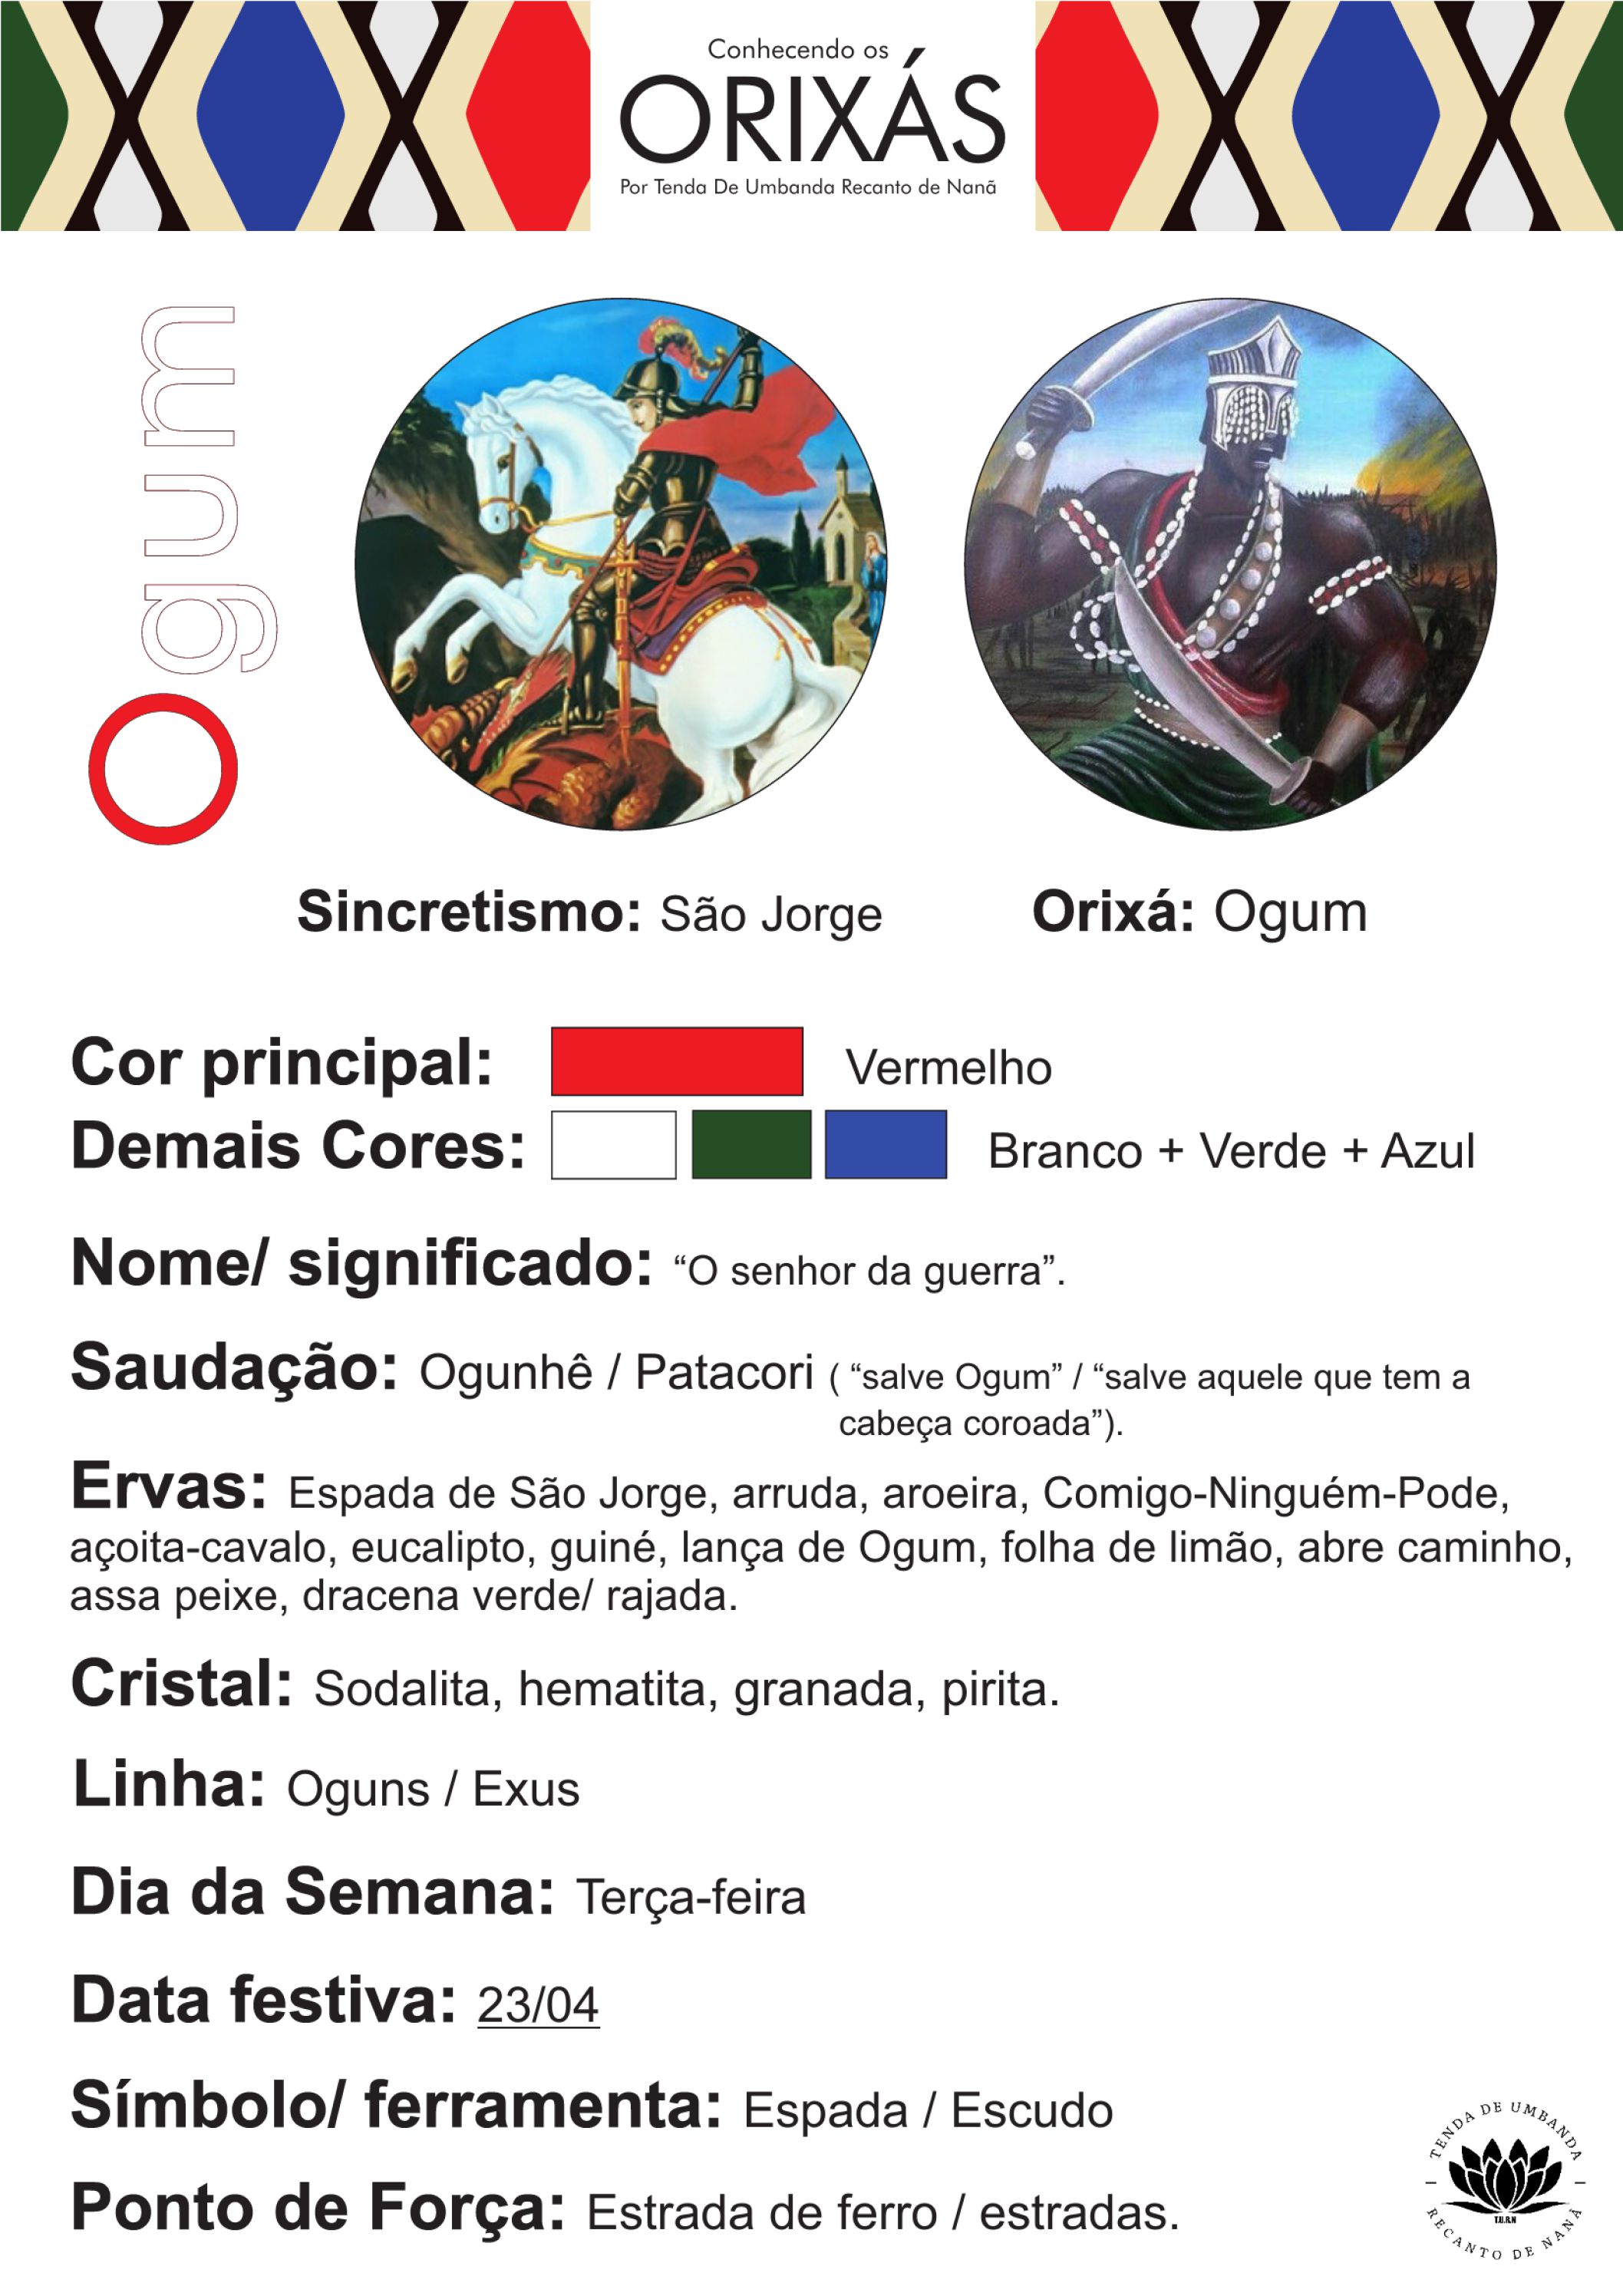 Conhecendo os
ORIXÁS
Por Tenda De Umbanda Recanto de Nanã
Ogum
Sincretismo: São Jorge
Orixá: Ogum
Cor principal: Vermelho
Demais Cores: Branco + Verde + Azul
Nome/ significado: “O senhor da guerra”.
Saudação: Ogunhê / Patacori ( “salve Ogum” / “salve aquele que tem a
cabeça coroada”).
Ervas: Espada de São Jorge, arruda, aroeira, Comigo-Ninguém-Pode,
açoita-cavalo, eucalipto, guiné, lança de Ogum, folha de limão, abre caminho,
assa peixe, dracena verde/ rajada.
Cristal: Sodalita, hematita, granada, pirita.
Linha: Oguns / Exus
Dia da Semana: Terça-feira
Data festiva: 23/04
Símbolo/ ferramenta: Espada / Escudo
Ponto de Força: Estrada de ferro / estradas.
TENDA DE UMBANDA
T.U.R.N
RECANTO DE NANÃ